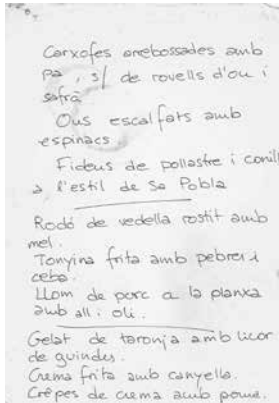 Carxofes arrebossades amb
pa, s/ de rovells d'ou i
safrà
Ous escalfats amb
espinacs
Fideus de pollastre i conill
a l'estil de Sa Pobla
Rodó de vedella rostit amb
mel.
Tonyina frita amb pebre i
ceba.
Llom de porc a la planxa
amb all i oli.
Gelat de taronja amb licor
de guindes.
Crema frita amb canyella.
Crêpes de crema amb poma.